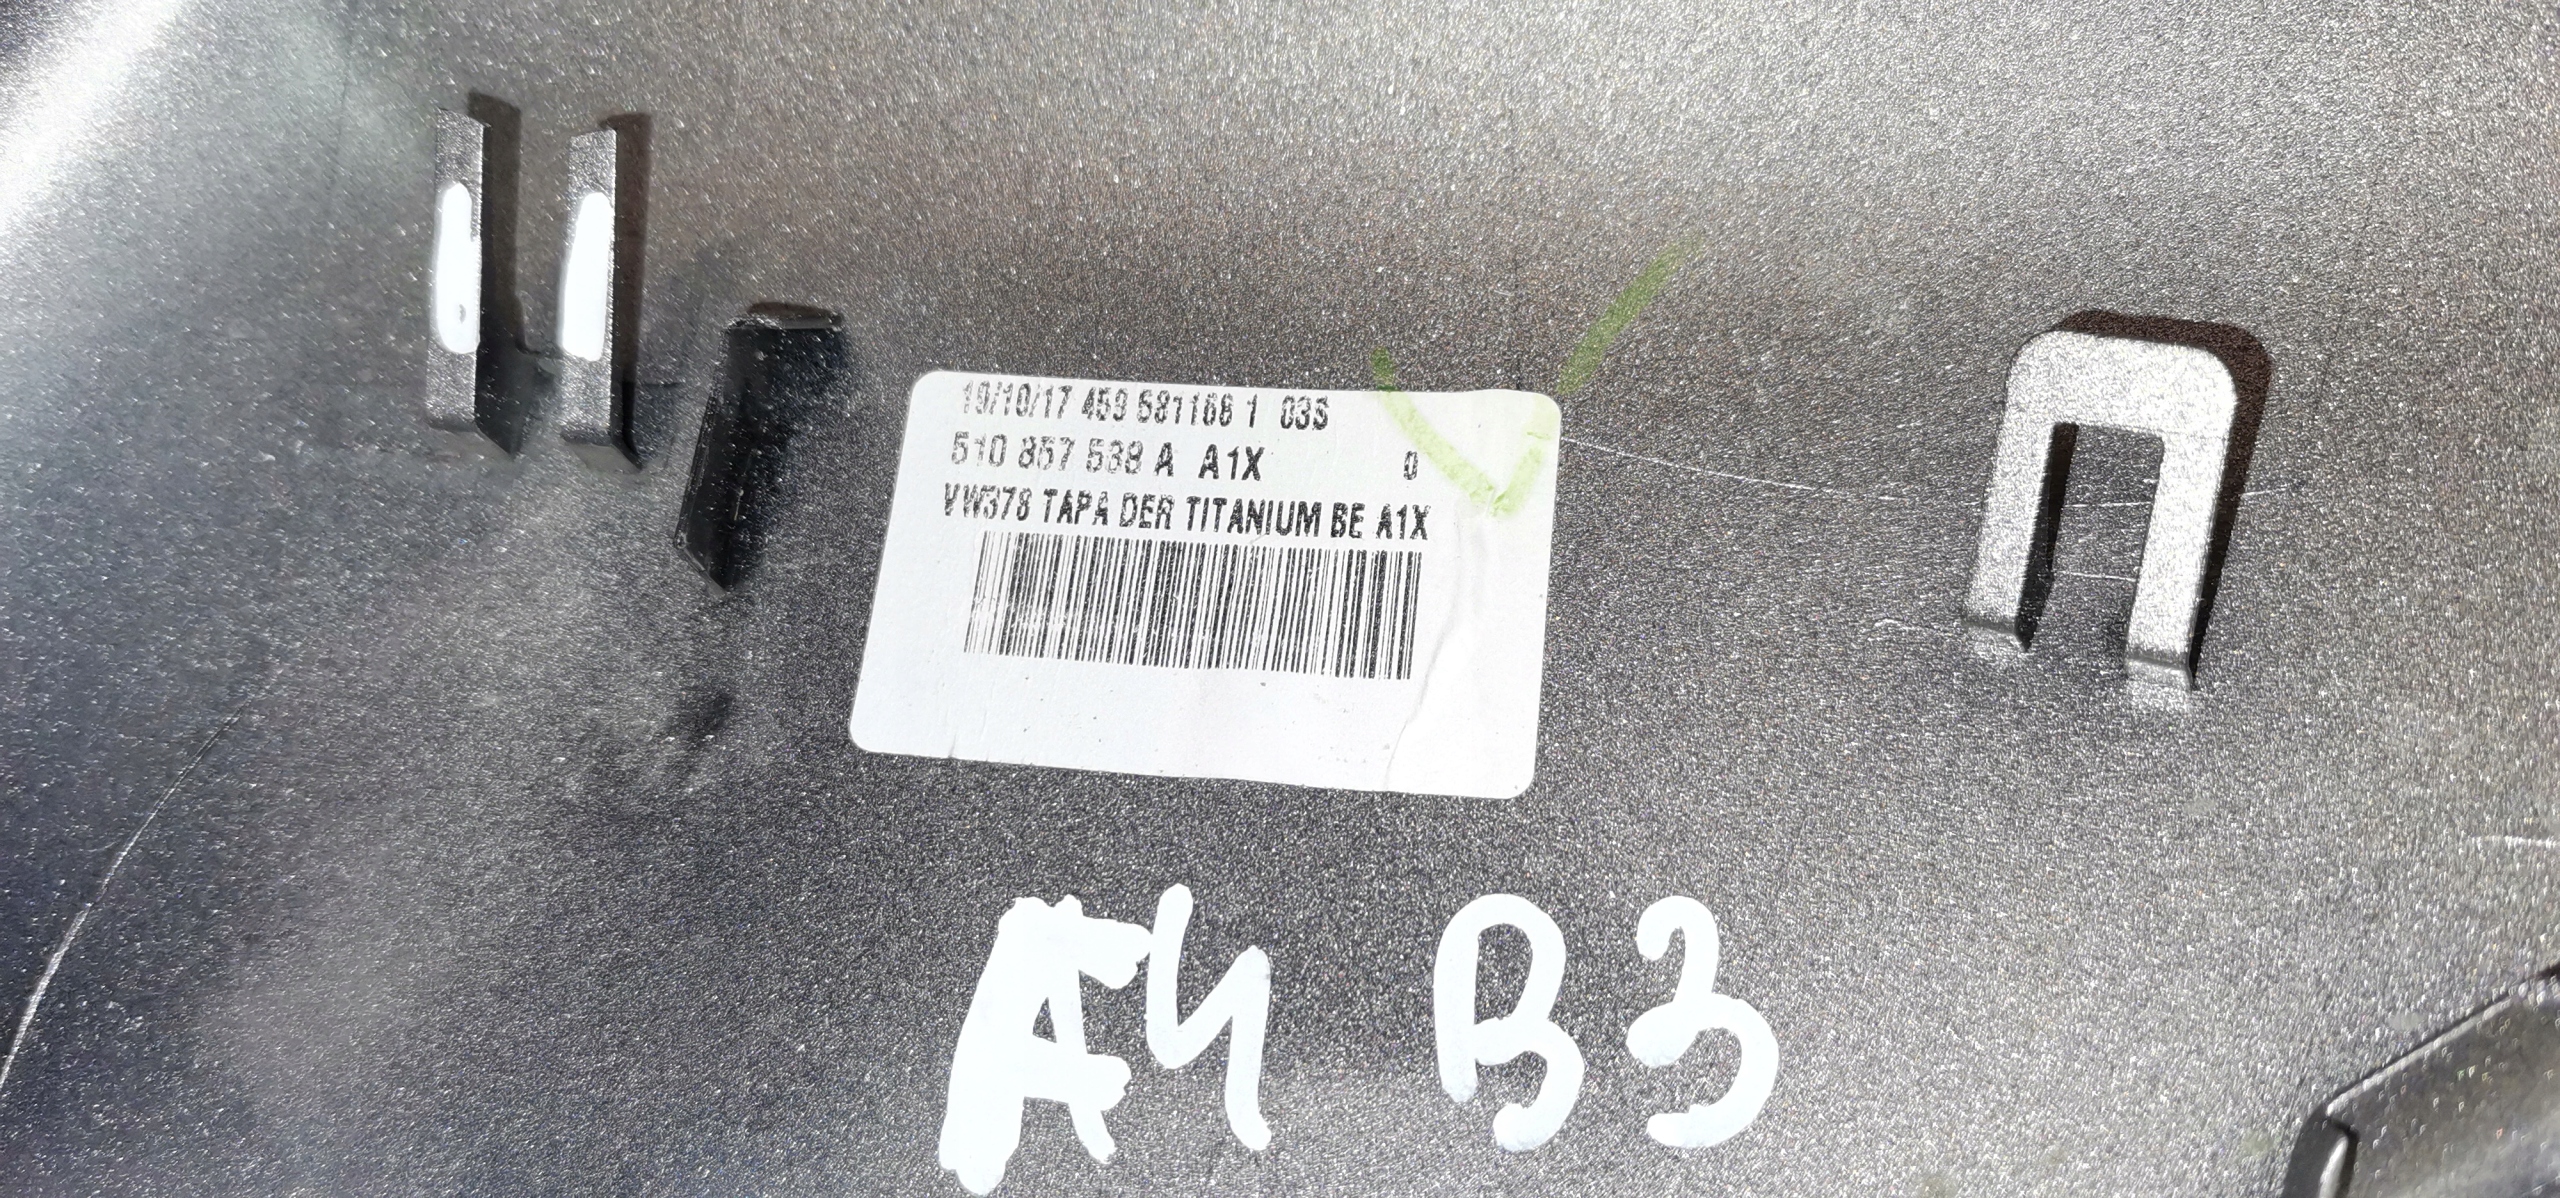 19/10/17 459 581168 1 03S
510 857 538 A A1X 0
VW378 TAPA DER TITANIUM BE A1X
A4 B3